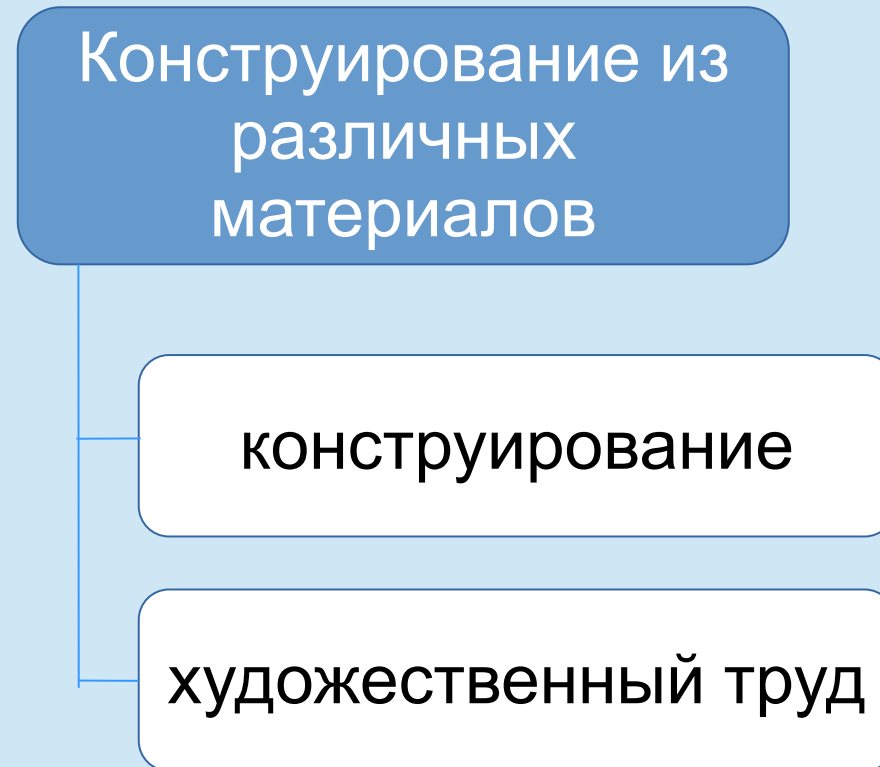 Конструирование из
различных
материалов
конструирование
художественный труд